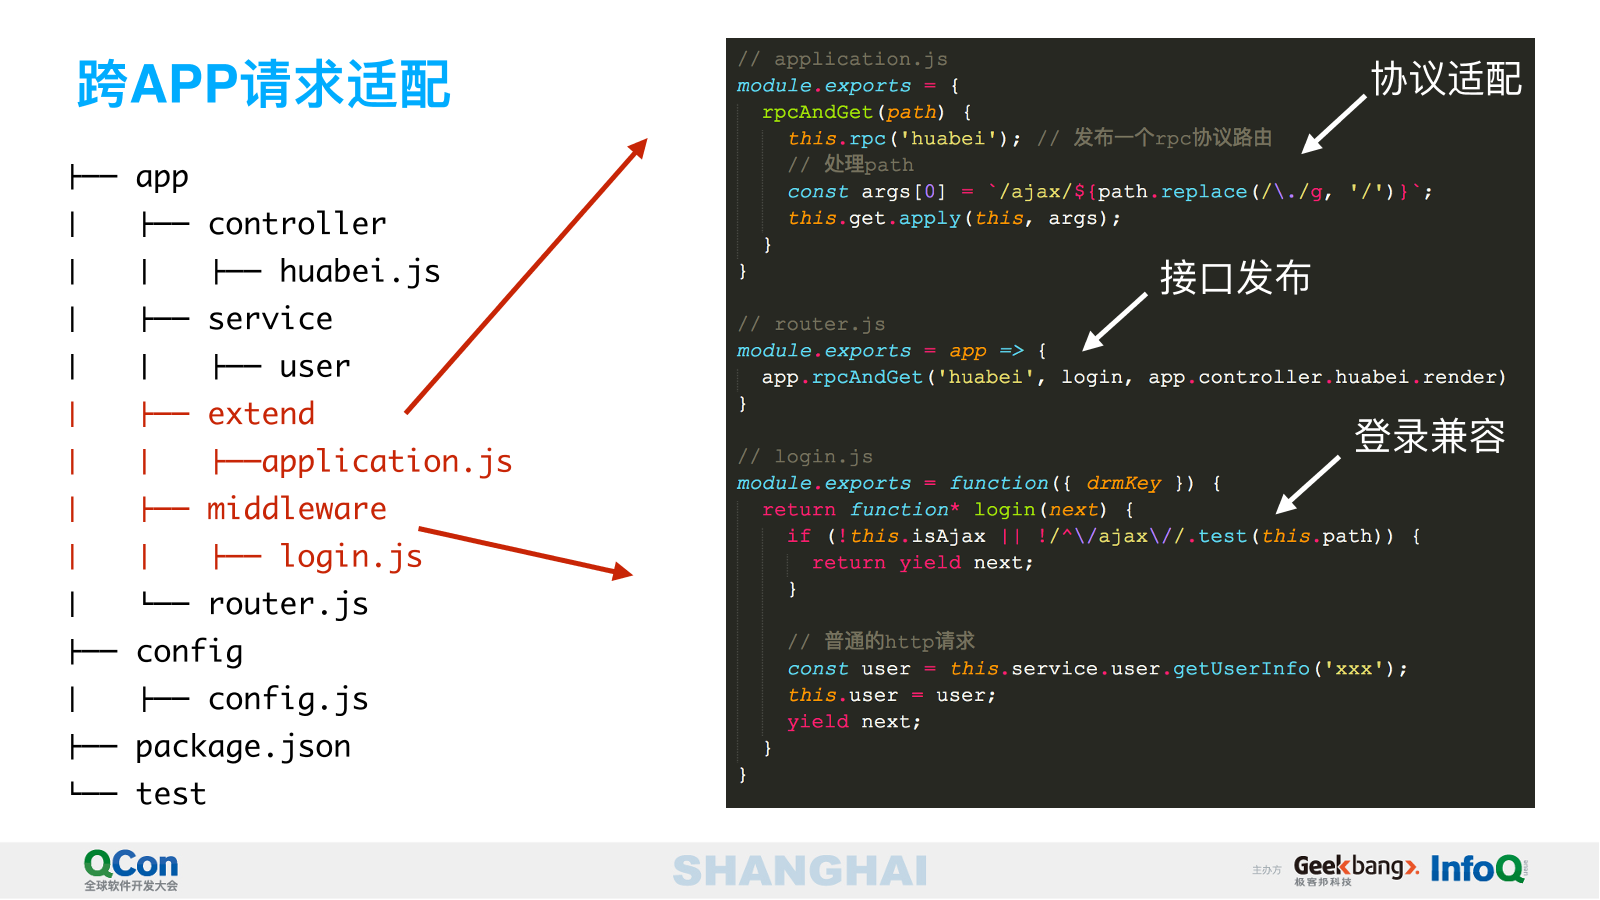 跨APP请求适配
├── app
|   ├── controller
|   |   ├── huabei.js
|   ├── service
|   |   ├── user
|   ├── extend
|   |   ├──application.js
|   ├── middleware
|   |   ├── login.js
|   └── router.js
├── config
|   ├── config.js
├── package.json
└── test
// application.js
module.exports = {
  rpcAndGet(path) {
    this.rpc('huabei'); // 发布一个rpc协议路由
    // 处理path
    const args[0] = `/ajax/${path.replace(/\./g, '/')}`;
    this.get.apply(this, args);
  }
}
协议适配
// router.js
module.exports = app => {
  app.rpcAndGet('huabei', login, app.controller.huabei.render)
}
接口发布
// login.js
module.exports = function({ drmKey }) {
  return function* login(next) {
    if (!this.isAjax || !/^\/ajax\//.test(this.path)) {
      return yield next;
    }
    // 普通的http请求
    const user = this.service.user.getUserInfo('xxx');
    this.user = user;
    yield next;
  }
}
登录兼容
QCon
全球软件开发大会
SHANGHAI
主办方
Geekbang>.
极客邦科技
InfoQ